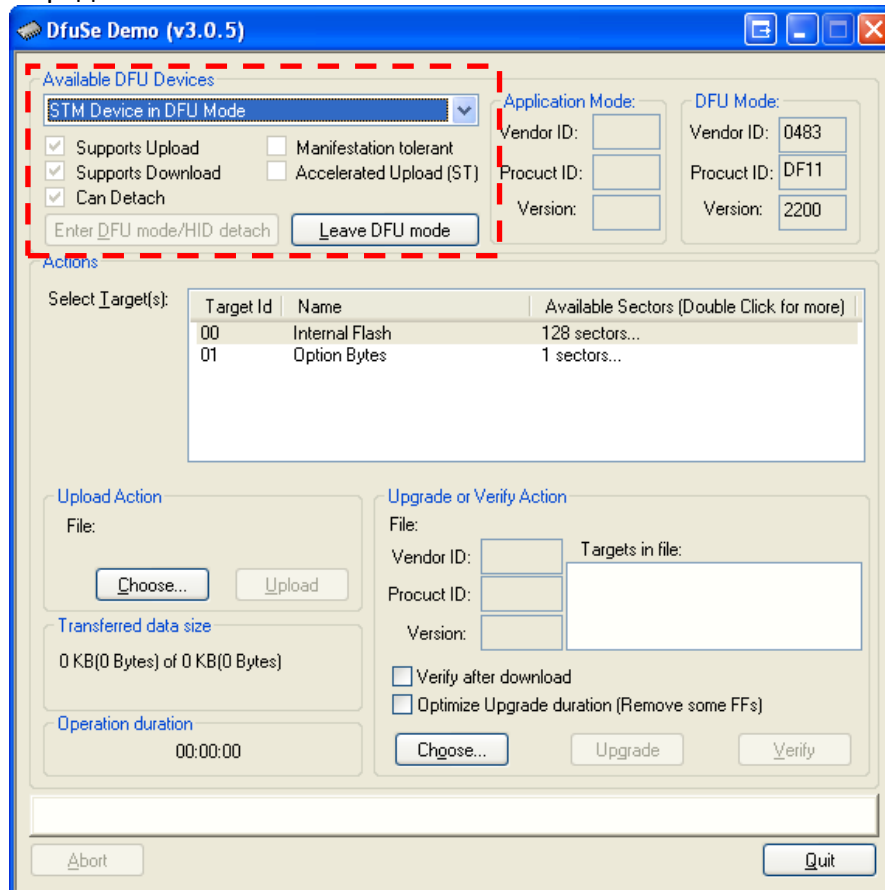 DfuSe Demo (v3.0.5)
Available DFU Devices
STM Device in DFU Mode
Supports Upload
Manifestation tolerant
Supports Download
Accelerated Upload (ST)
Can Detach
Enter DFU mode/HID detach
Leave DFU mode
Application Mode:
Vendor ID:
Procuct ID:
Version:
DFU Mode:
Vendor ID: 0483
Procuct ID: DF11
Version: 2200
Actions
Select Target(s):
Target Id Name Available Sectors (Double Click for more)
00 Internal Flash 128 sectors...
01 Option Bytes 1 sectors...
Upload Action
File:
Choose... Upload
Transferred data size
0 KB(0 Bytes) of 0 KB(0 Bytes)
Operation duration
00:00:00
Upgrade or Verify Action
File:
Vendor ID:
Targets in file:
Procuct ID:
Version:
Verify after download
Optimize Upgrade duration (Remove some FFs)
Choose... Upgrade Verify
Abort Quit